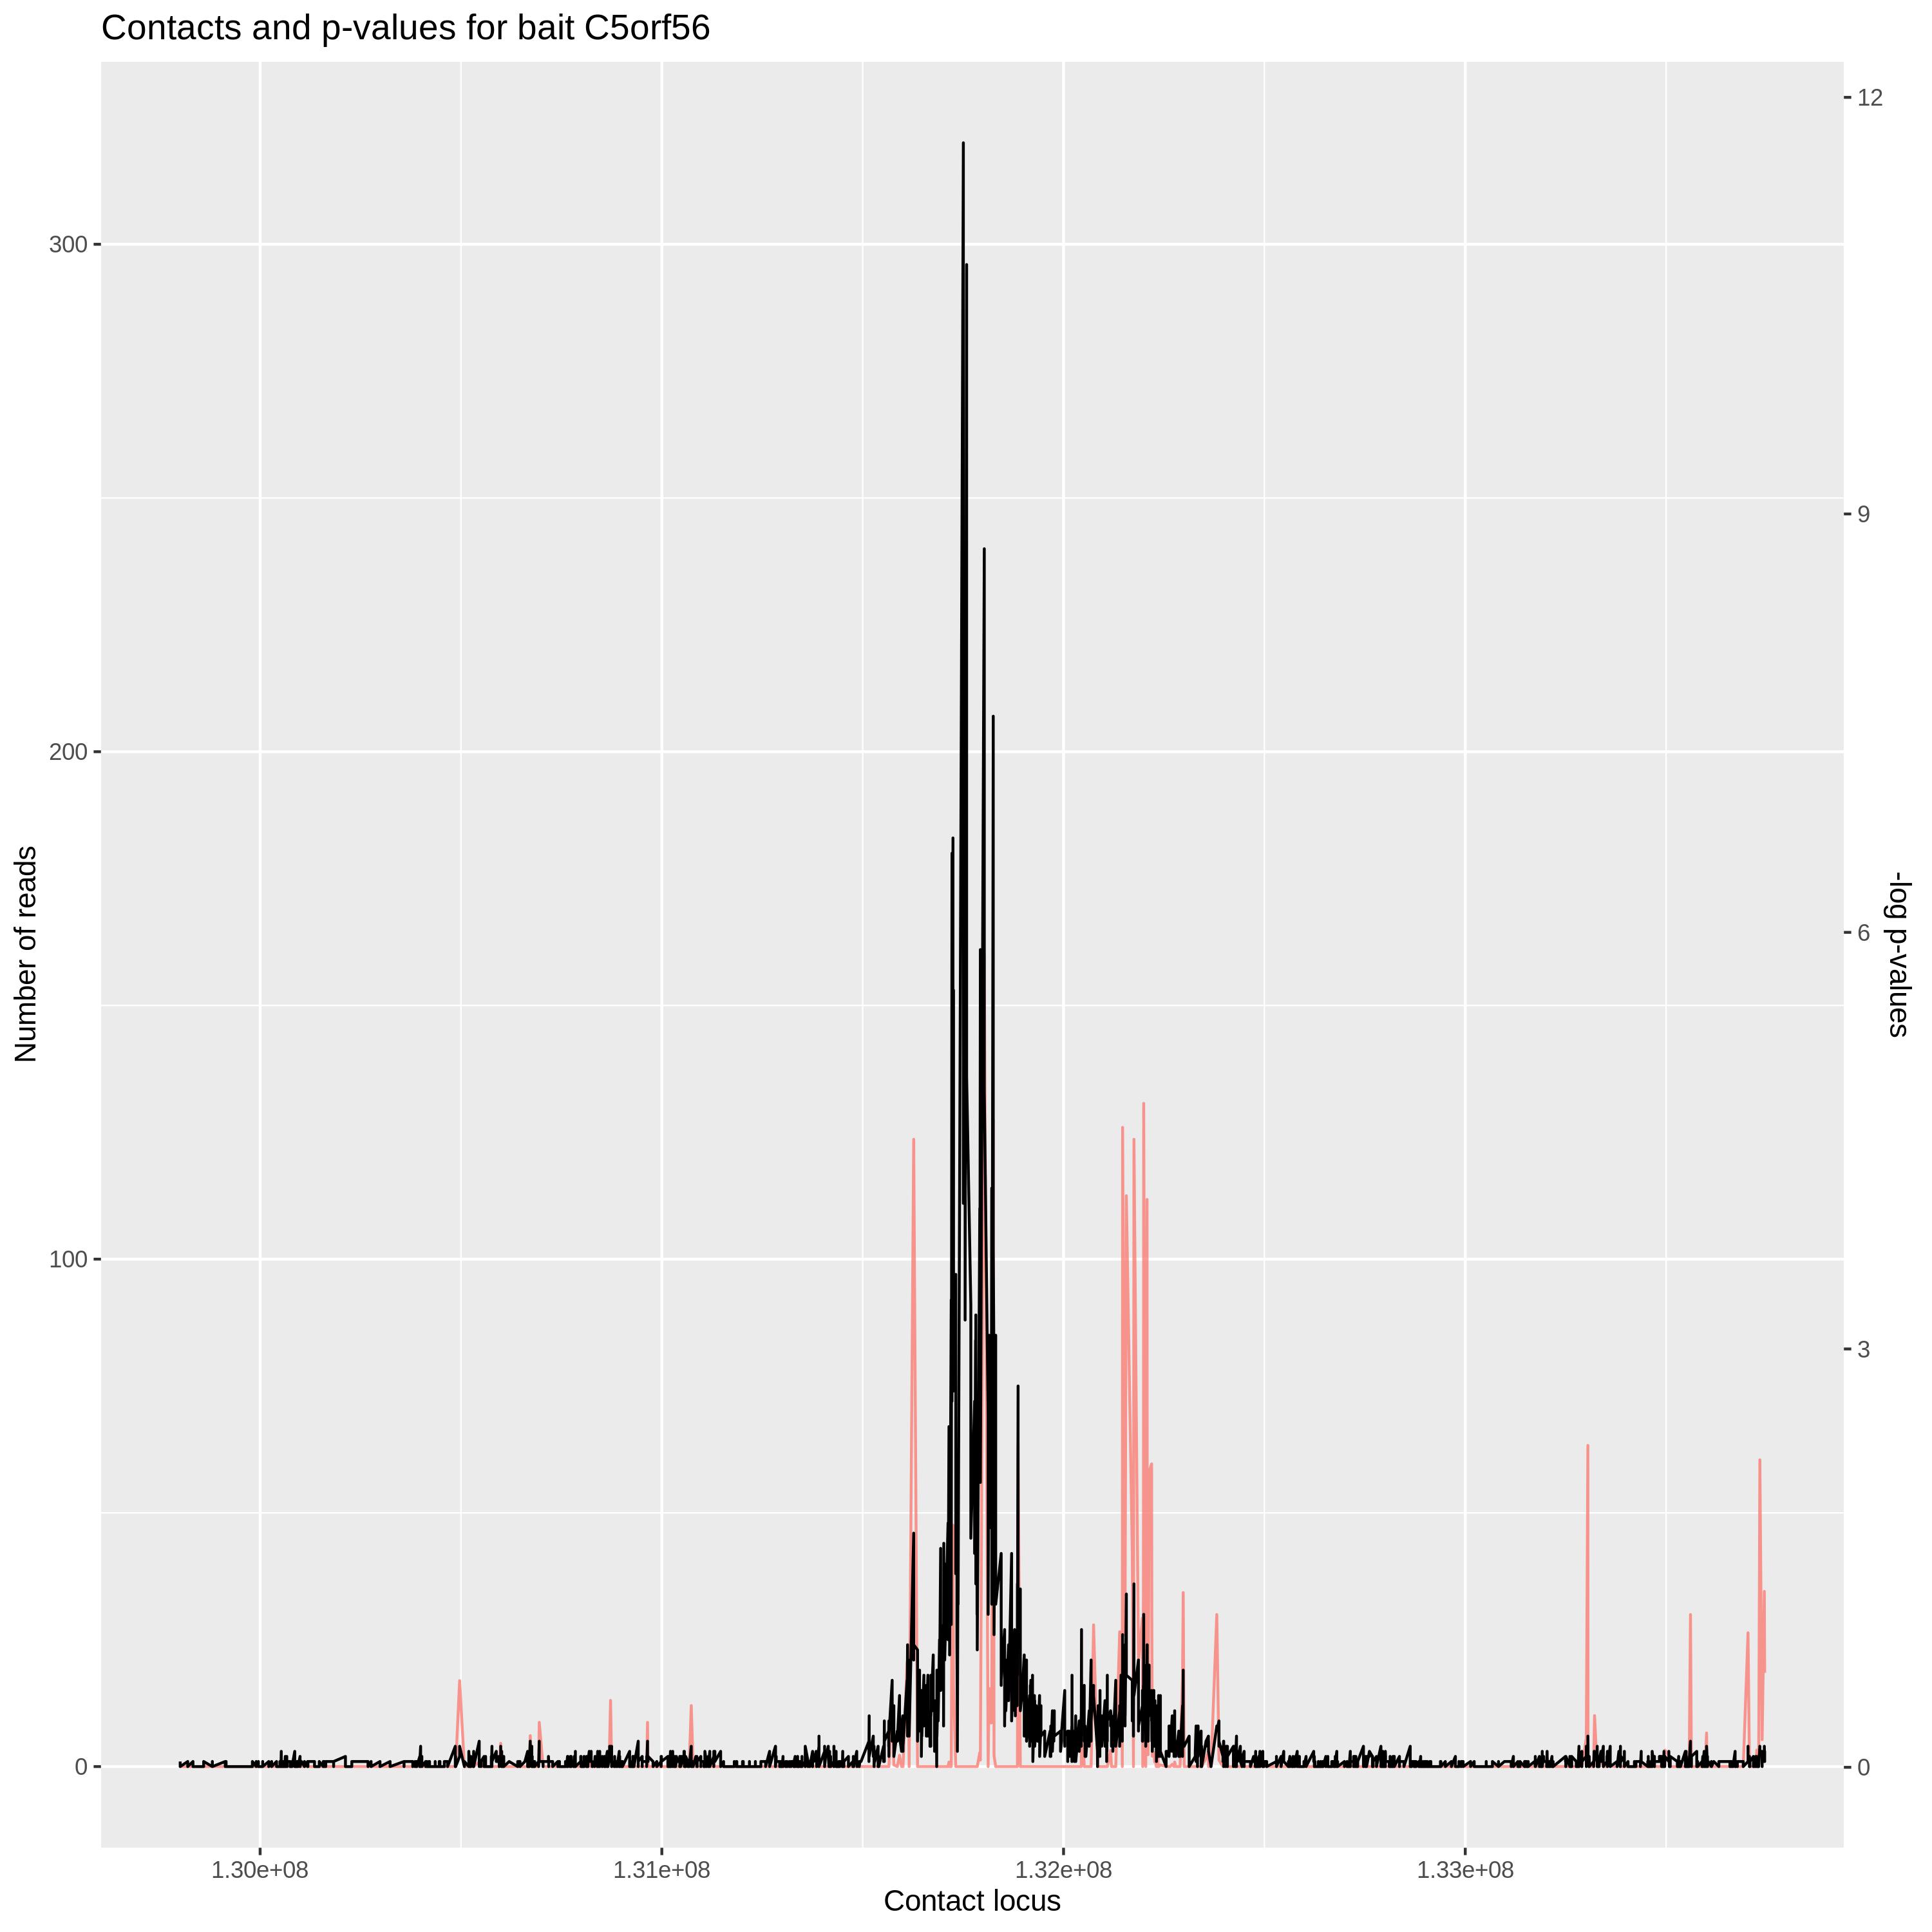 Contacts and p-values for bait C5orf56
Number of reads
300
200
100
0
12
9
6
3
0
-log p-values
1.30e+08
1.31e+08
1.32e+08
1.33e+08
Contact locus